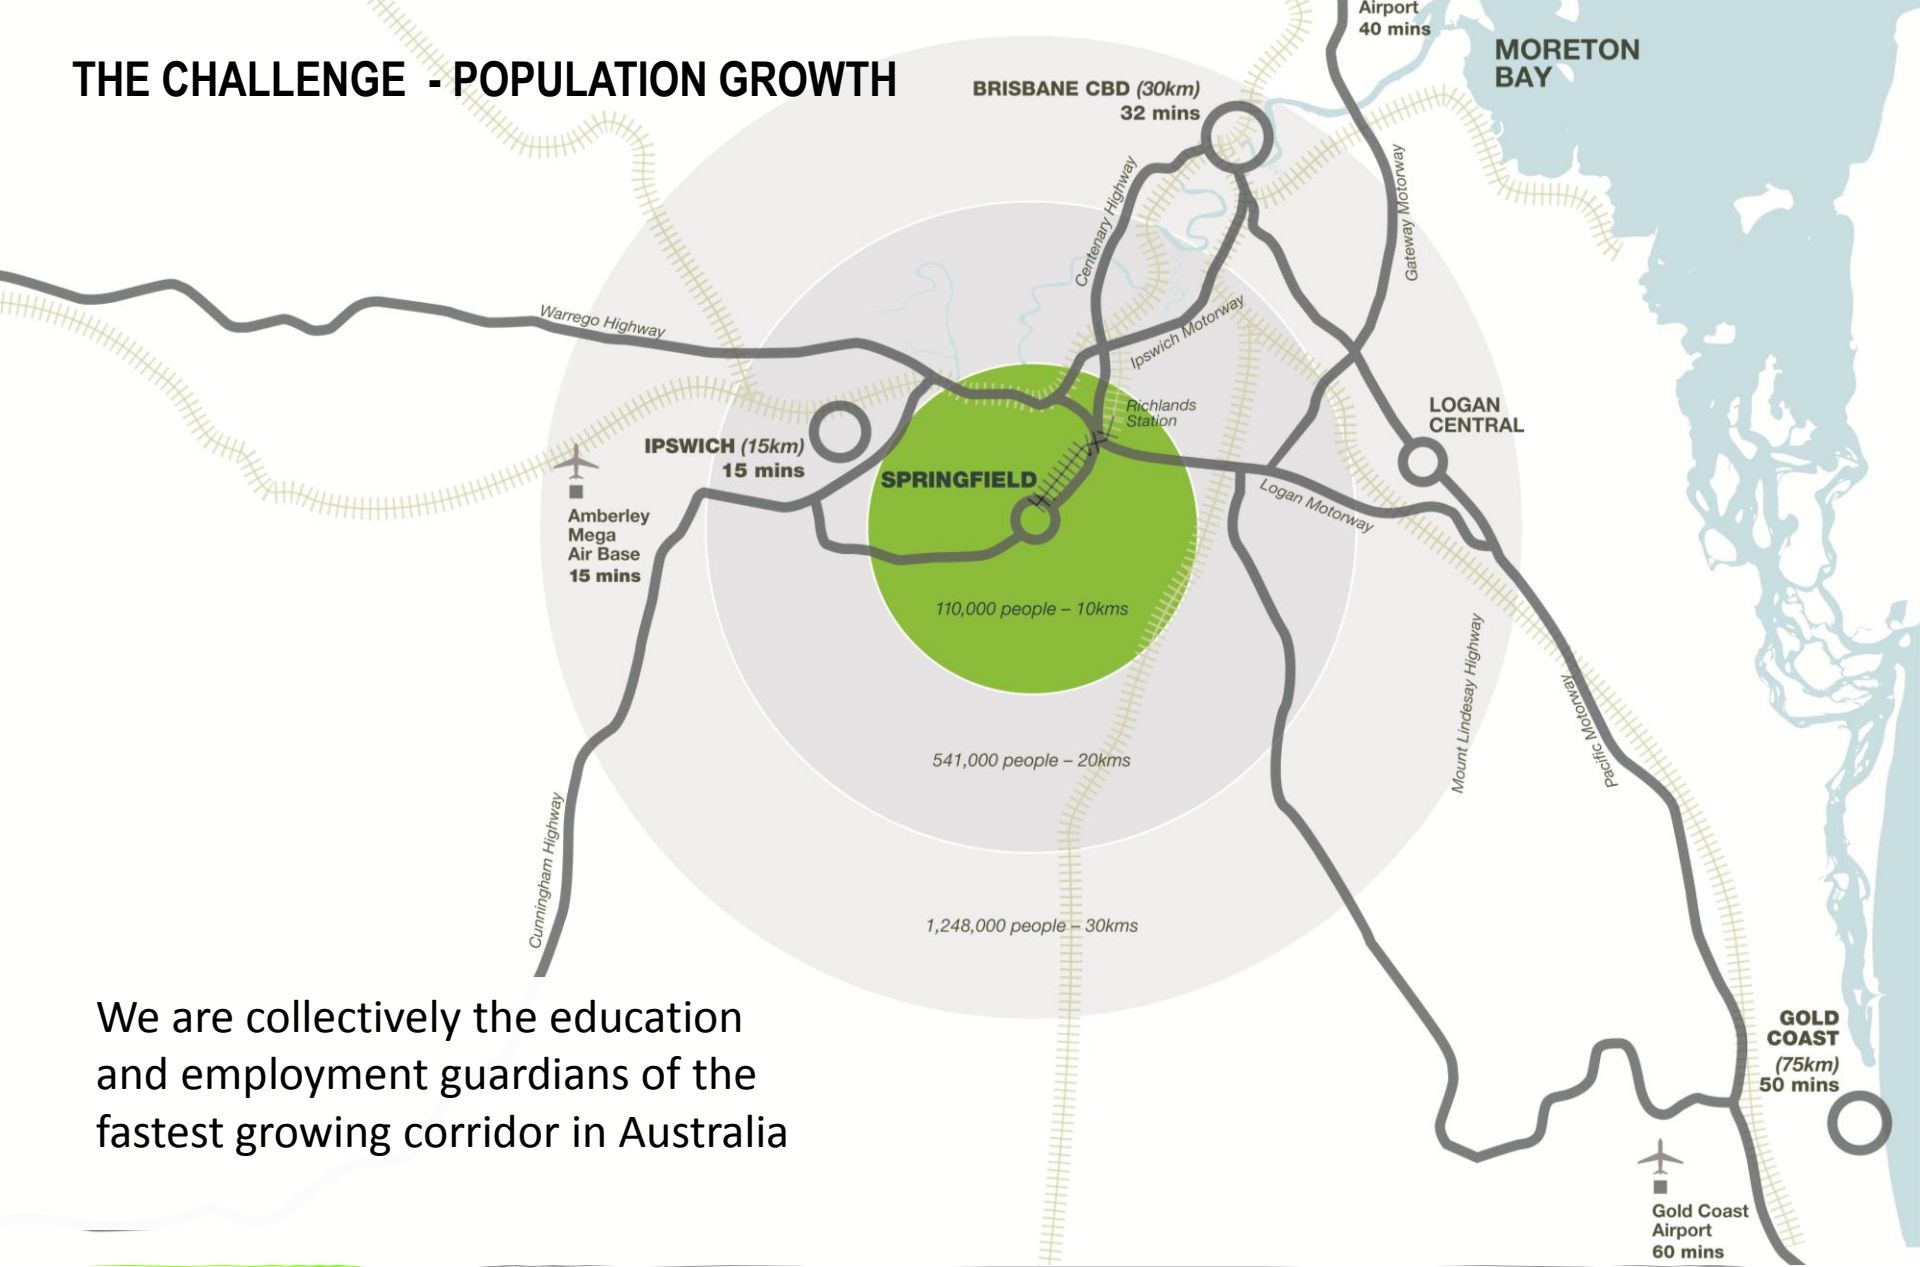 THE CHALLENGE - POPULATION GROWTH
Airport
40 mins
MORETON
BAY
BRISBANE CBD (30km)
32 mins
Centenary Highway
Gateway Motorway
Warrego Highway
Ipswich Motorway
Richlands
Station
LOGAN
CENTRAL
IPSWICH (15km)
15 mins
SPRINGFIELD
Logan Motorway
Amberley
Mega
Air Base
15 mins
110,000 people – 10kms
Mount Lindesay Highway
Pacific Motorway
541,000 people – 20kms
Cunningham Highway
1,248,000 people – 30kms
We are collectively the education
and employment guardians of the
fastest growing corridor in Australia
GOLD
COAST
(75km)
50 mins
Gold Coast
Airport
60 mins